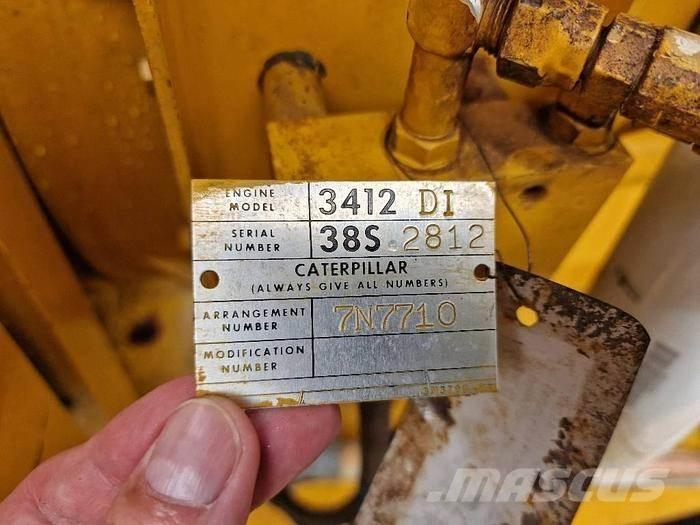 ENGINE MODEL 3412 DI
SERIAL NUMBER 38S 2812
CATERPILLAR
(ALWAYS GIVE ALL NUMBERS)
ARRANGEMENT NUMBER 7N7710
MODIFICATION NUMBER
MASCUS